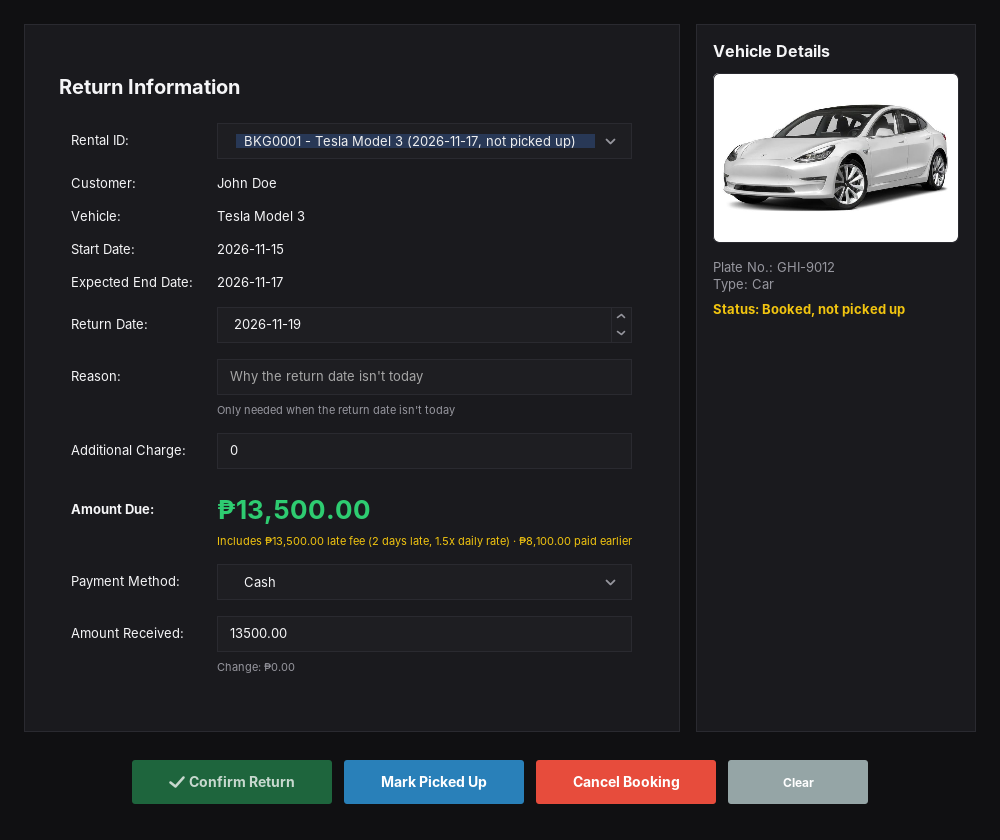 Return Information
Rental ID: BKG0001 - Tesla Model 3 (2026-11-17, not picked up)
Customer: John Doe
Vehicle: Tesla Model 3
Start Date: 2026-11-15
Expected End Date: 2026-11-17
Return Date: 2026-11-19
Reason: Why the return date isn't today
Only needed when the return date isn't today
Additional Charge: 0
Amount Due: ₱13,500.00
Includes ₱13,500.00 late fee (2 days late, 1.5x daily rate) · ₱8,100.00 paid earlier
Payment Method: Cash
Amount Received: 13500.00
Change: ₱0.00
Vehicle Details
Plate No.: GHI-9012
Type: Car
Status: Booked, not picked up
✓ Confirm Return
Mark Picked Up
Cancel Booking
Clear